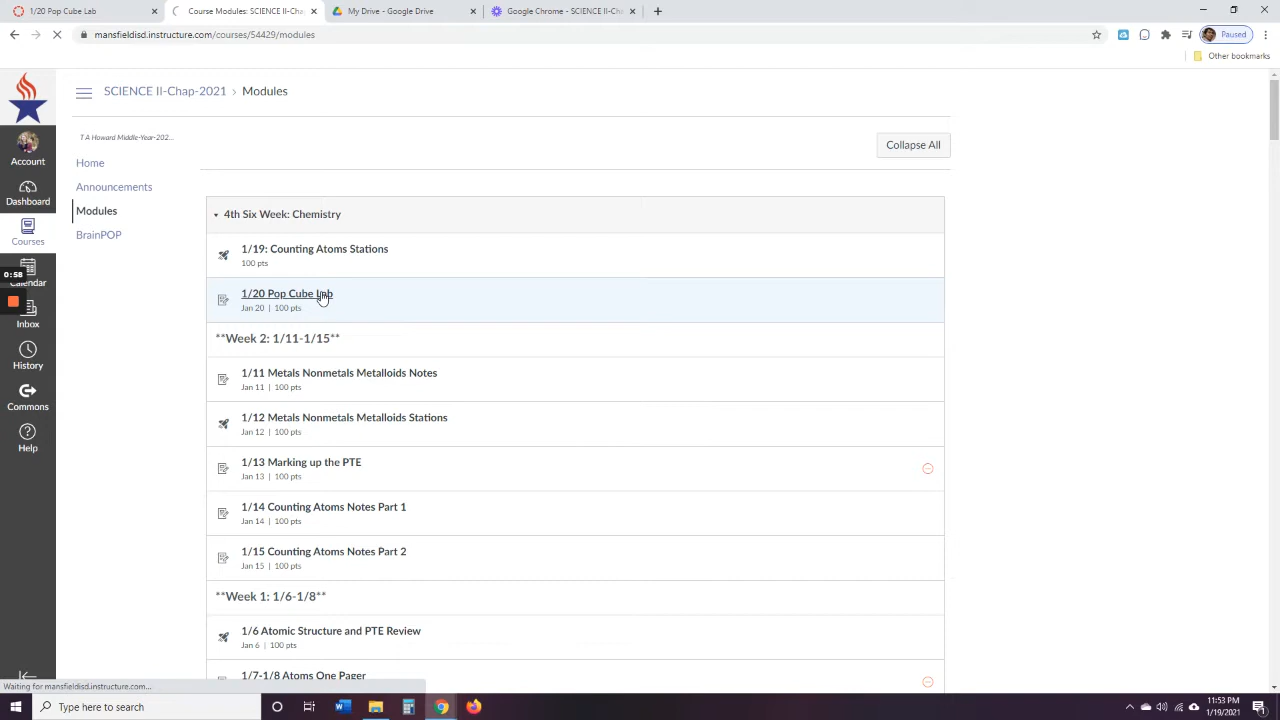 1/20 Pop Cube Lab
Course Modules: SCIENCE II-Cha
My Drive - Google Drive
Google Chrome - SCIENCE II-Ch
mansfieldisd.instructure.com/courses/54429/modules
Paused
Other bookmarks
SCIENCE II-Chap-2021 › Modules
T A Howard Middle-Year-202...
Collapse All
Account
Home
Dashboard
Announcements
Courses
Modules
0:58
BrainPOP
Calendar
Inbox
History
Commons
Help
4th Six Week: Chemistry
1/19: Counting Atoms Stations
100 pts
1/20 Pop Cube Lab
Jan 20 | 100 pts
**Week 2: 1/11-1/15**
1/11 Metals Nonmetals Metalloids Notes
Jan 11 | 100 pts
1/12 Metals Nonmetals Metalloids Stations
Jan 12 | 100 pts
1/13 Marking up the PTE
Jan 13 | 100 pts
1/14 Counting Atoms Notes Part 1
Jan 14 | 100 pts
1/15 Counting Atoms Notes Part 2
Jan 15 | 100 pts
**Week 1: 1/6-1/8**
1/6 Atomic Structure and PTE Review
Jan 6 | 100 pts
1/7-1/8 Atoms One Pager
Waiting for mansfieldisd.instructure.com...
Type here to search
11:53 PM
1/19/2021